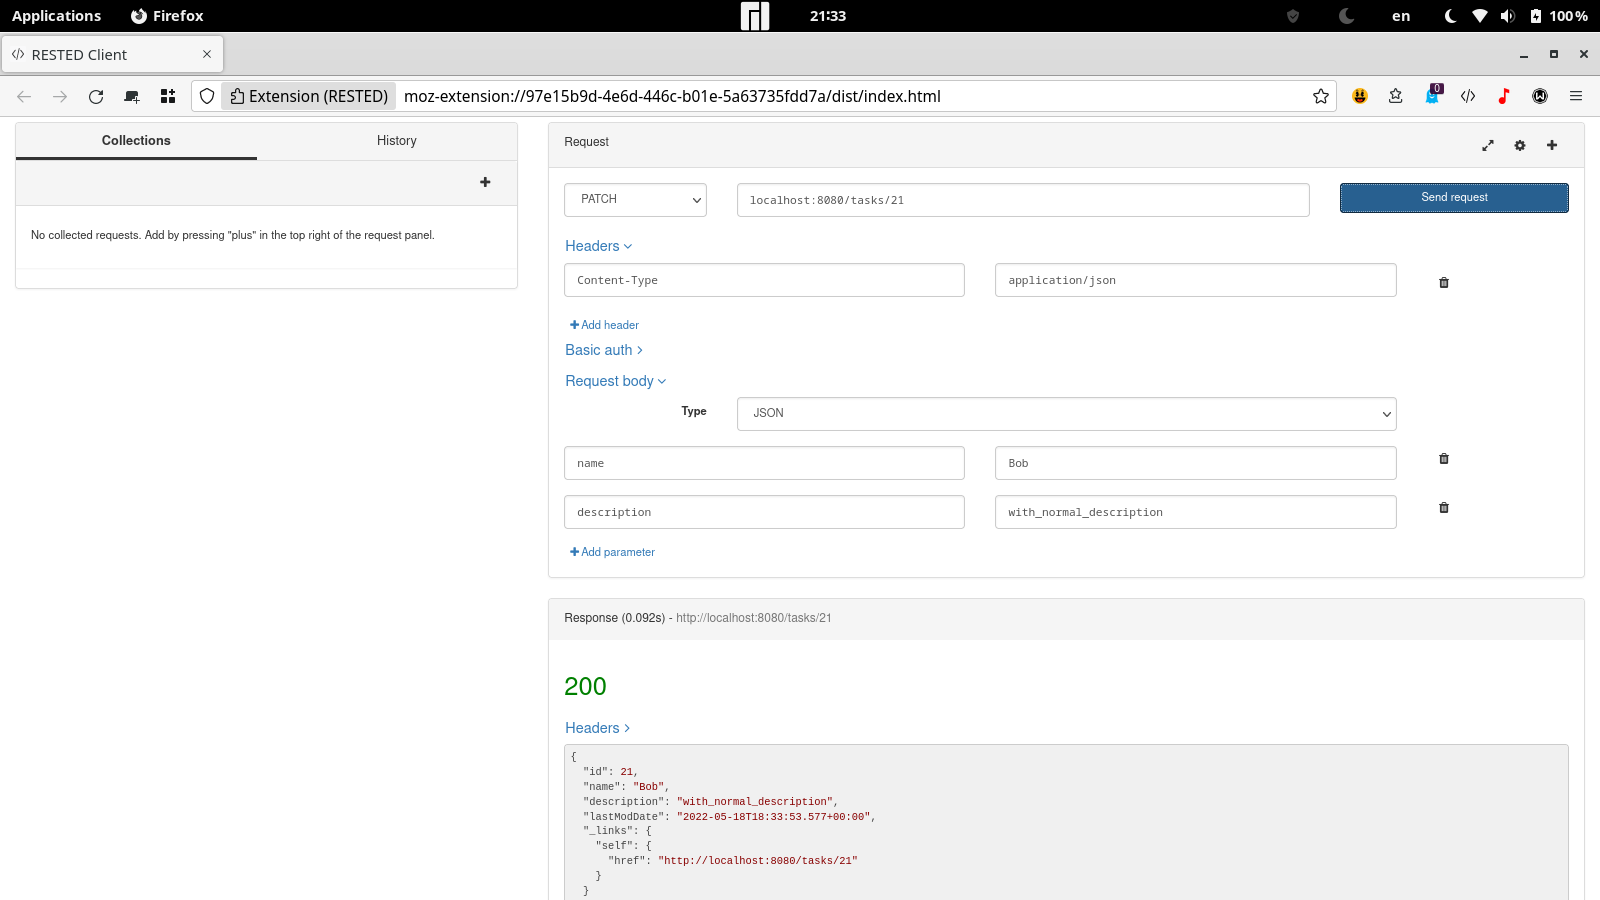 Applications Firefox 21:33 en 100 %
RESTED Client
Extension (RESTED) moz-extension://97e15b9d-4e6d-446c-b01e-5a63735fdd7a/dist/index.html 0
Collections History
No collected requests. Add by pressing "plus" in the top right of the request panel.
Request
PATCH localhost:8080/tasks/21 Send request
Headers
Content-Type application/json
Add header
Basic auth
Request body
Type JSON
name Bob
description with_normal_description
Add parameter
Response (0.092s) - http://localhost:8080/tasks/21
200
Headers
{
"id": 21,
"name": "Bob",
"description": "with_normal_description",
"lastModDate": "2022-05-18T18:33:53.577+00:00",
"_links": {
"self": {
"href": "http://localhost:8080/tasks/21"
}
}